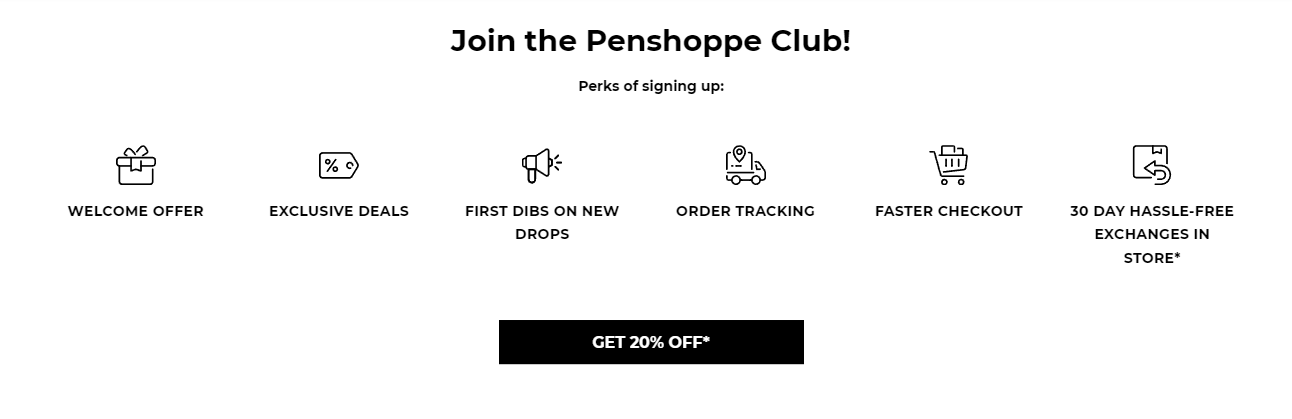 Join the Penshoppe Club!
Perks of signing up:
WELCOME OFFER
EXCLUSIVE DEALS
FIRST DIBS ON NEW
DROPS
ORDER TRACKING
FASTER CHECKOUT
30 DAY HASSLE-FREE
EXCHANGES IN
STORE*
GET 20% OFF*